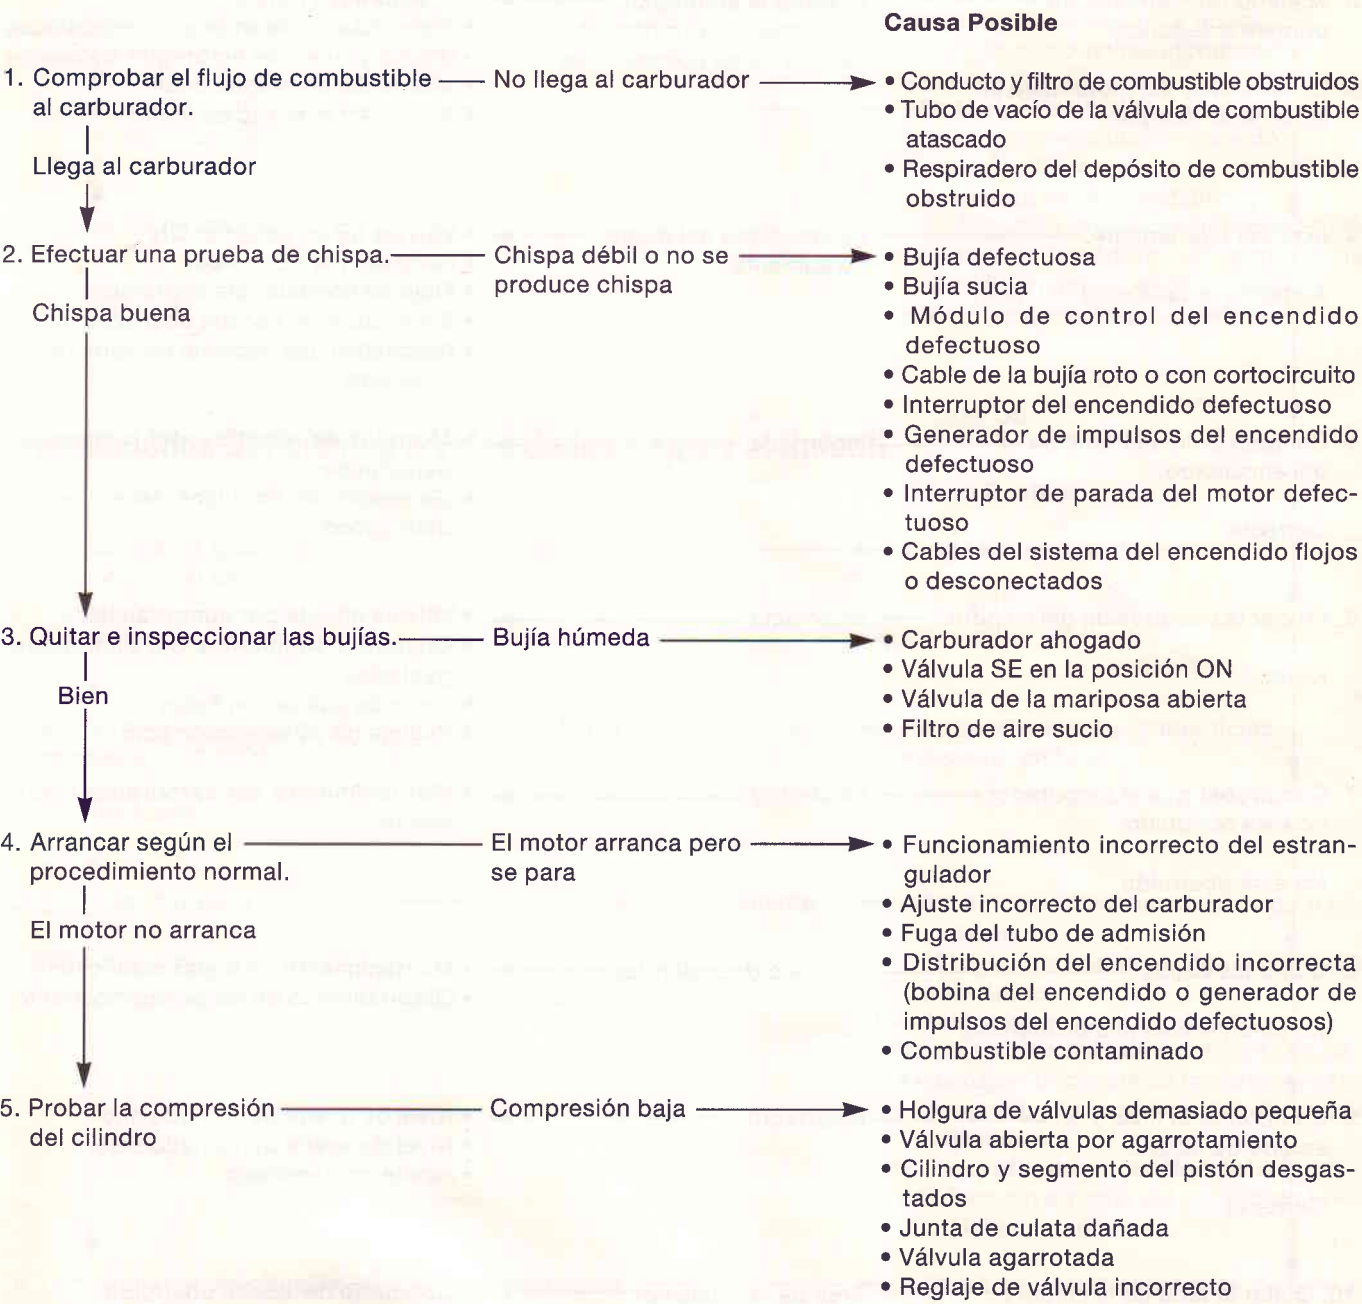 Causa Posible
1. Comprobar el flujo de combustible
al carburador.
No llega al carburador
• Conducto y filtro de combustible obstruidos
• Tubo de vacío de la válvula de combustible
atascado
• Respiradero del depósito de combustible
obstruido
Llega al carburador
2. Efectuar una prueba de chispa.
Chispa débil o no se
produce chispa
• Bujía defectuosa
• Bujía sucia
• Módulo de control del encendido
defectuoso
• Cable de la bujía roto o con cortocircuito
• Interruptor del encendido defectuoso
• Generador de impulsos del encendido
defectuoso
• Interruptor de parada del motor defec-
tuoso
• Cables del sistema del encendido flojos
o desconectados
Chispa buena
3. Quitar e inspeccionar las bujías.
Bujía húmeda
• Carburador ahogado
• Válvula SE en la posición ON
• Válvula de la mariposa abierta
• Filtro de aire sucio
Bien
4. Arrancar según el
procedimiento normal.
El motor arranca pero
se para
• Funcionamiento incorrecto del estran-
gulador
• Ajuste incorrecto del carburador
• Fuga del tubo de admisión
• Distribución del encendido incorrecta
(bobina del encendido o generador de
impulsos del encendido defectuosos)
• Combustible contaminado
El motor no arranca
5. Probar la compresión
del cilindro
Compresión baja
• Holgura de válvulas demasiado pequeña
• Válvula abierta por agarrotamiento
• Cilindro y segmento del pistón desgas-
tados
• Junta de culata dañada
• Válvula agarrotada
• Reglaje de válvula incorrecto